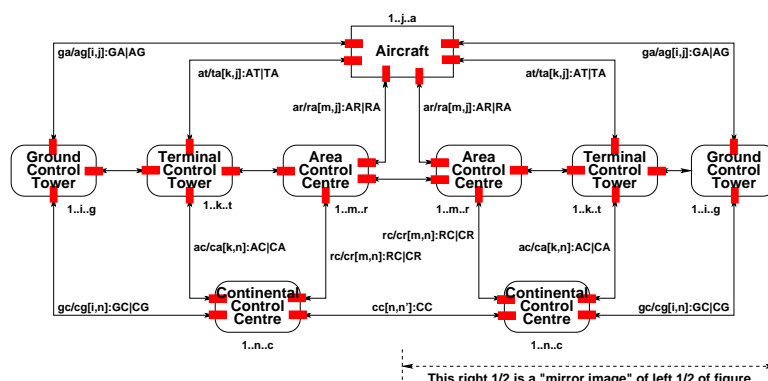 1..j..a
Aircraft
ga/ag[i,j]:GA|AG
ga/ag[i,j]:GA|AG
at/ta[k,j]:AT|TA
at/ta[k,j]:AT|TA
ar/ra[m,j]:AR|RA
ar/ra[m,j]:AR|RA
Ground
Control
Tower
Terminal
Control
Tower
Area
Control
Centre
Area
Control
Centre
Terminal
Control
Tower
Ground
Control
Tower
1..i..g
1..k..t
1..m..r
1..m..r
1..k..t
1..i..g
rc/cr[m,n]:RC|CR
ac/ca[k,n]:AC|CA
ac/ca[k,n]:AC|CA
rc/cr[m,n]:RC|CR
Continental
Control
Centre
Continental
Control
Centre
gc/cg[i,n]:GC|CG
cc[n,n']:CC
gc/cg[i,n]:GC|CG
1..n..c
1..n..c
This right 1/2 is a "mirror image" of left 1/2 of figure